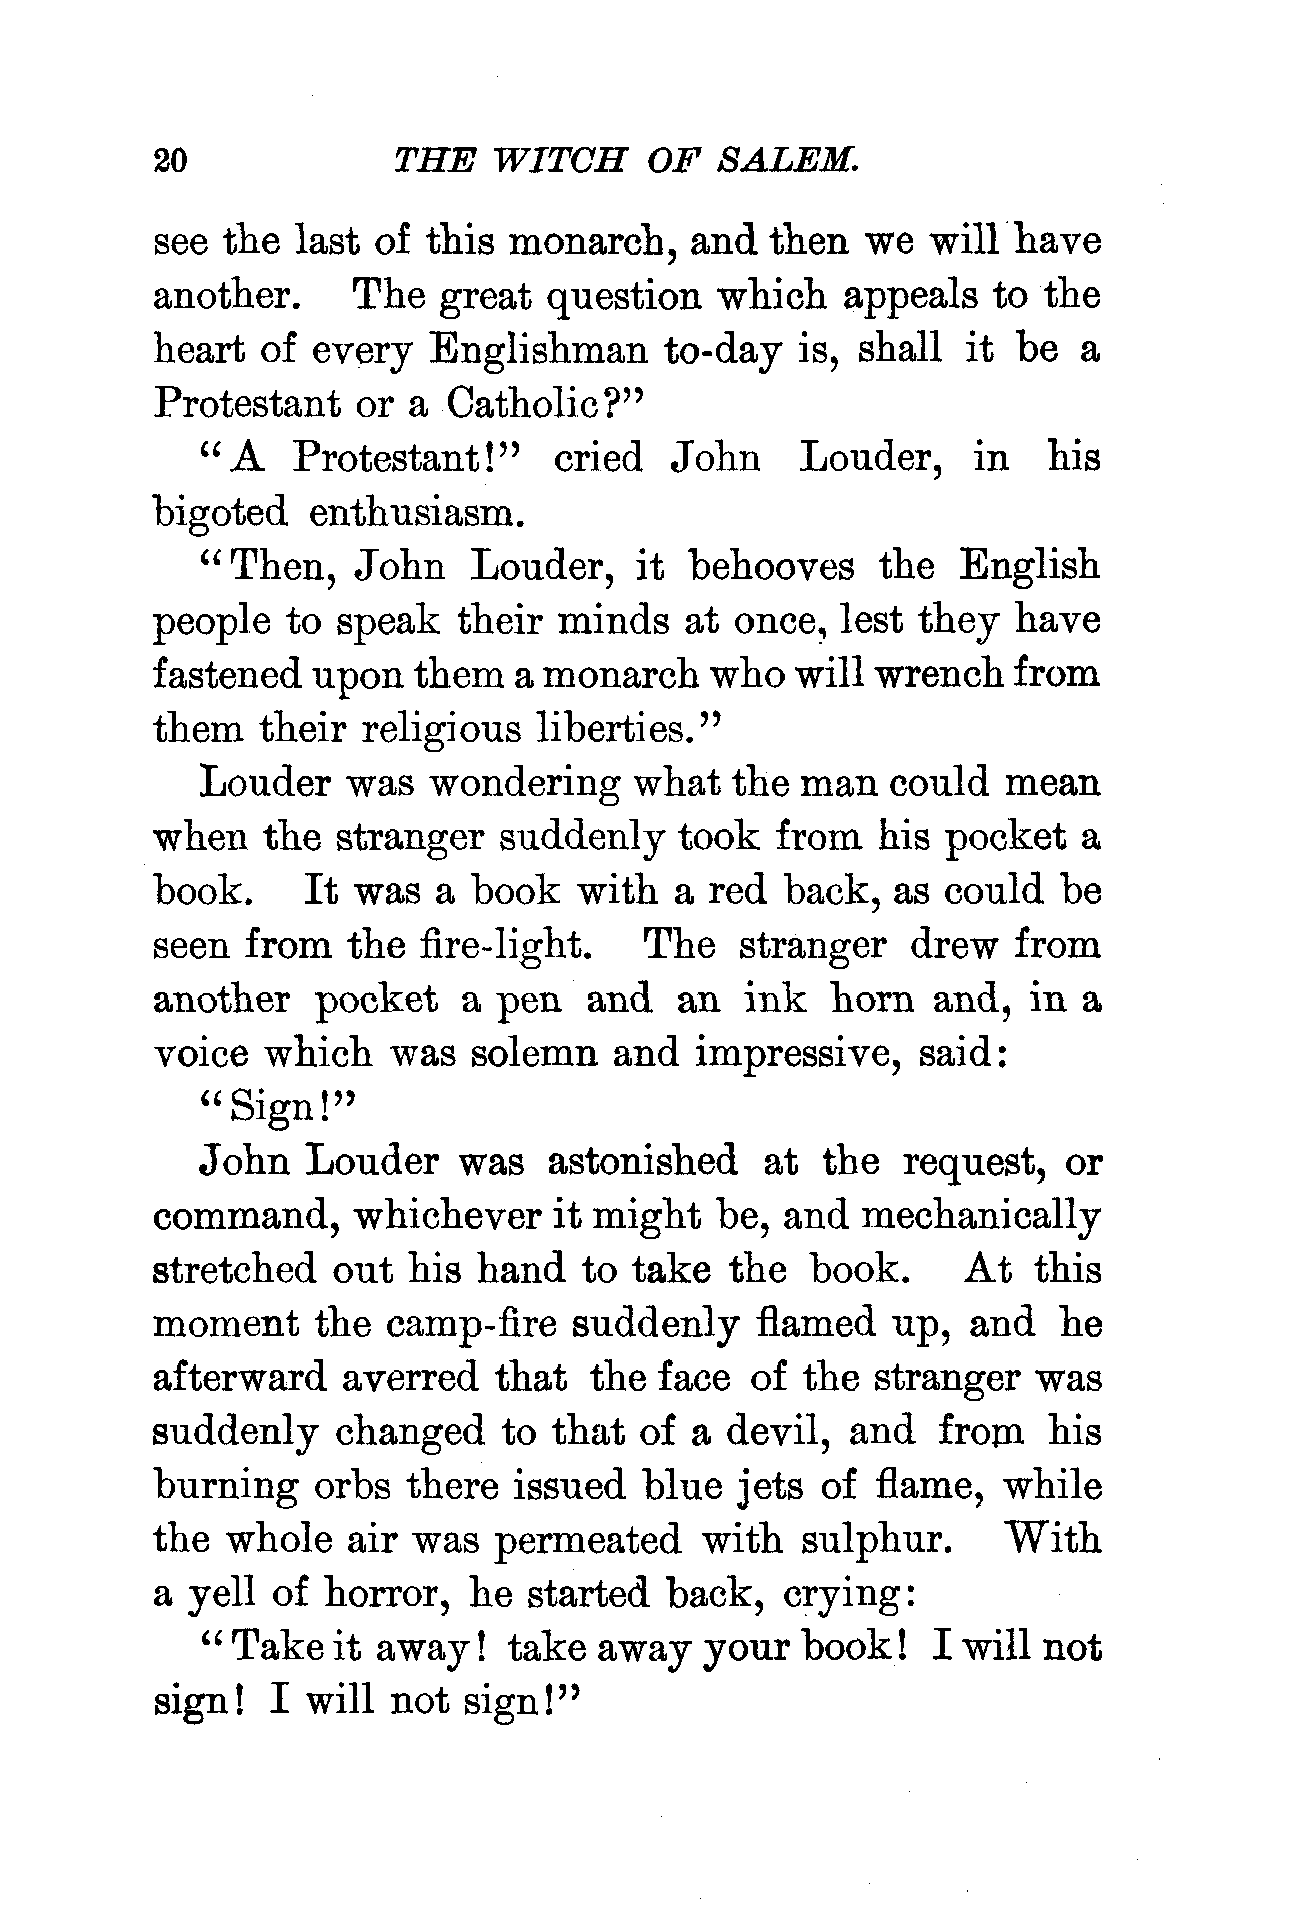 20 THE WITCH OF SALEM.
see the last of this monarch, and then we will have
another. The great question which appeals to the
heart of every Englishman to-day is, shall it be a
Protestant or a Catholic?”
“A Protestant!” cried John Louder, in his
bigoted enthusiasm.
“Then, John Louder, it behooves the English
people to speak their minds at once, lest they have
fastened upon them a monarch who will wrench from
them their religious liberties.”
Louder was wondering what the man could mean
when the stranger suddenly took from his pocket a
book. It was a book with a red back, as could be
seen from the fire-light. The stranger drew from
another pocket a pen and an ink horn and, in a
voice which was solemn and impressive, said:
“Sign!”
John Louder was astonished at the request, or
command, whichever it might be, and mechanically
stretched out his hand to take the book. At this
moment the camp-fire suddenly flamed up, and he
afterward averred that the face of the stranger was
suddenly changed to that of a devil, and from his
burning orbs there issued blue jets of flame, while
the whole air was permeated with sulphur. With
a yell of horror, he started back, crying:
“Take it away! take away your book! I will not
sign! I will not sign!”